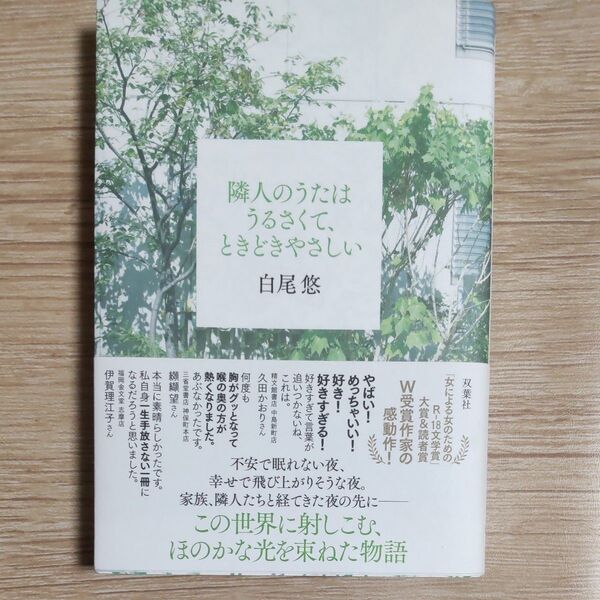 隣人のうたは
うるさくて、
ときどきやさしい
白尾 悠
双葉社
「女による女のための
R-18文学賞」
大賞&読者賞
W受賞作家の
感動作!
やばい!
めっちゃいい!
好き!
好きすぎる!
好きすぎて言葉が
追いつかないね、
これは。
精文館書店 中島新町店
久田かおりさん
何度も
胸がグッとなって
喉の奥の方が
熱くなりました。
あぶなかったです。
三省堂書店 神保町本店
纐纈望さん
本当に素晴らしかったです。
私自身一生手放さない一冊に
なるだろうと思いました。
福岡金文堂 志摩店
伊賀理江子さん
不安で眠れない夜、
幸せで飛び上がりそうな夜。
家族、隣人たちと経てきた夜の先に——
この世界に射しこむ、
ほのかな光を束ねた物語